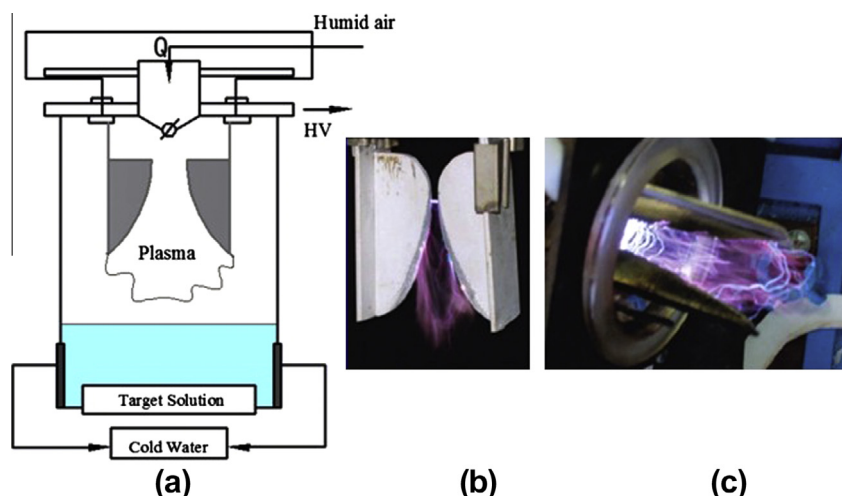 Humid air
Q
HV
Plasma
Target Solution
Cold Water
(a) (b) (c)